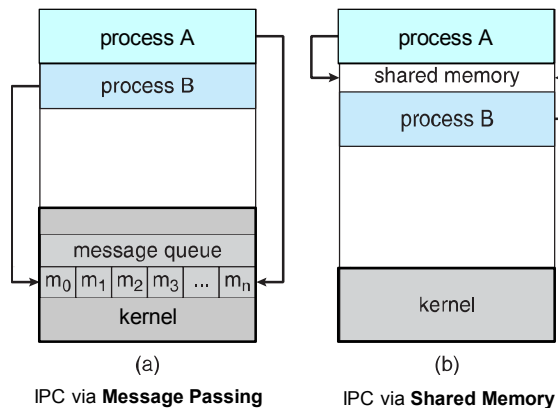 process A
process B
message queue
m0 m1 m2 m3 ... mn
kernel
(a)
IPC via Message Passing
process A
shared memory
process B
kernel
(b)
IPC via Shared Memory